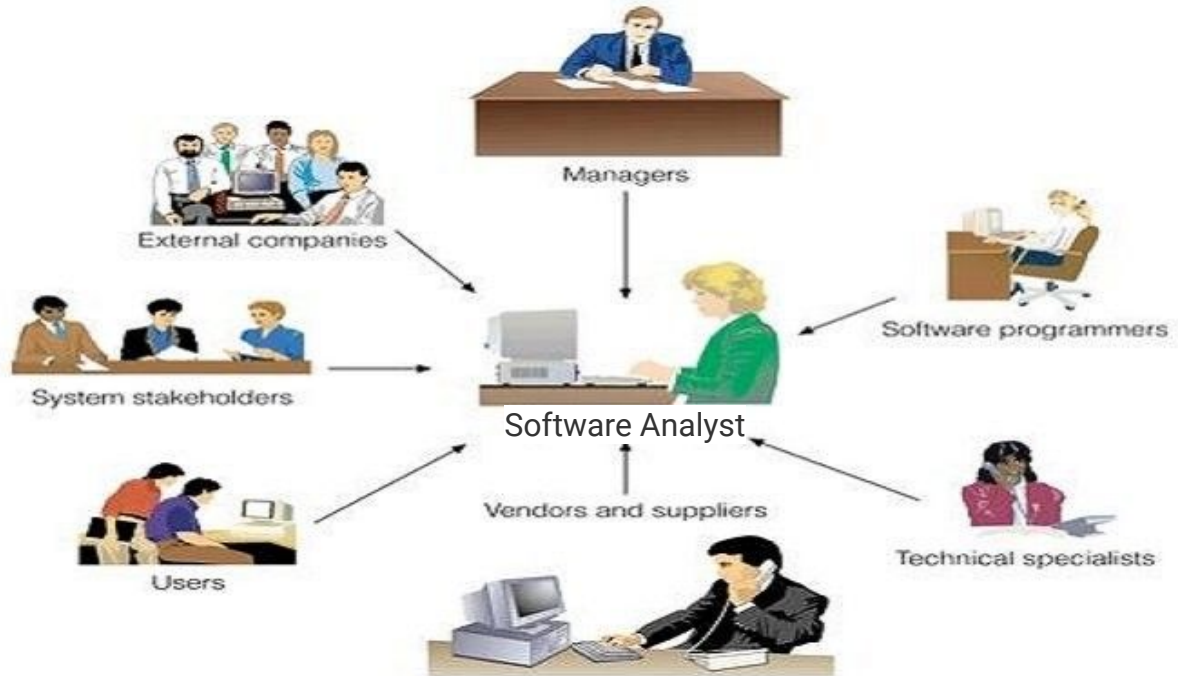 Managers
External companies
Software programmers
System stakeholders
Software Analyst
Vendors and suppliers
Technical specialists
Users